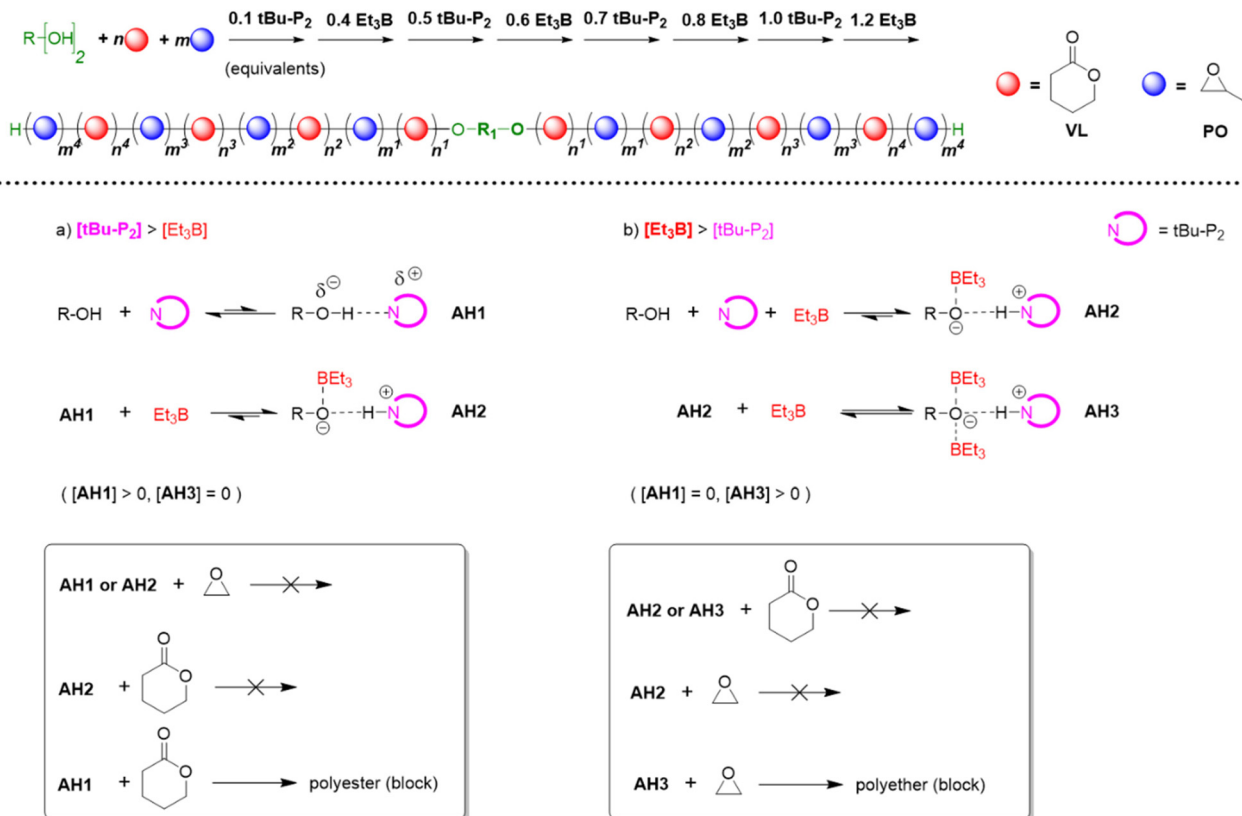 0.1 tBu-P2 0.4 Et3B 0.5 tBu-P2 0.6 Et3B 0.7 tBu-P2 0.8 Et3B 1.0 tBu-P2 1.2 Et3B
R-[OH]2 + n + m
(equivalents)
= O O VL = O PO
H ( )m4 ( )n4 ( )m3 ( )n3 ( )m2 ( )n2 ( )m1 ( )n1 O-R1-O ( )n1 ( )m1 ( )n2 ( )m2 ( )n3 ( )m3 ( )n4 ( )m4 H
a) [tBu-P2] > [Et3B]
R-OH + N ⇌ R-O-H----N AH1
δ⊖ δ⊕
AH1 + Et3B ⇌ R-O----H-N AH2
BEt3 ⊖ ⊕
( [AH1] > 0, [AH3] = 0 )
AH1 or AH2 + O
AH2 + O O
AH1 + O O polyester (block)
b) [Et3B] > [tBu-P2]
N = tBu-P2
R-OH + N + Et3B ⇌ R-O----H-N AH2
BEt3 ⊖ ⊕
AH2 + Et3B ⇌ R-O----H-N AH3
BEt3 ⊖ ⊕
BEt3
( [AH1] = 0, [AH3] > 0 )
AH2 or AH3 + O O
AH2 + O
AH3 + O polyether (block)